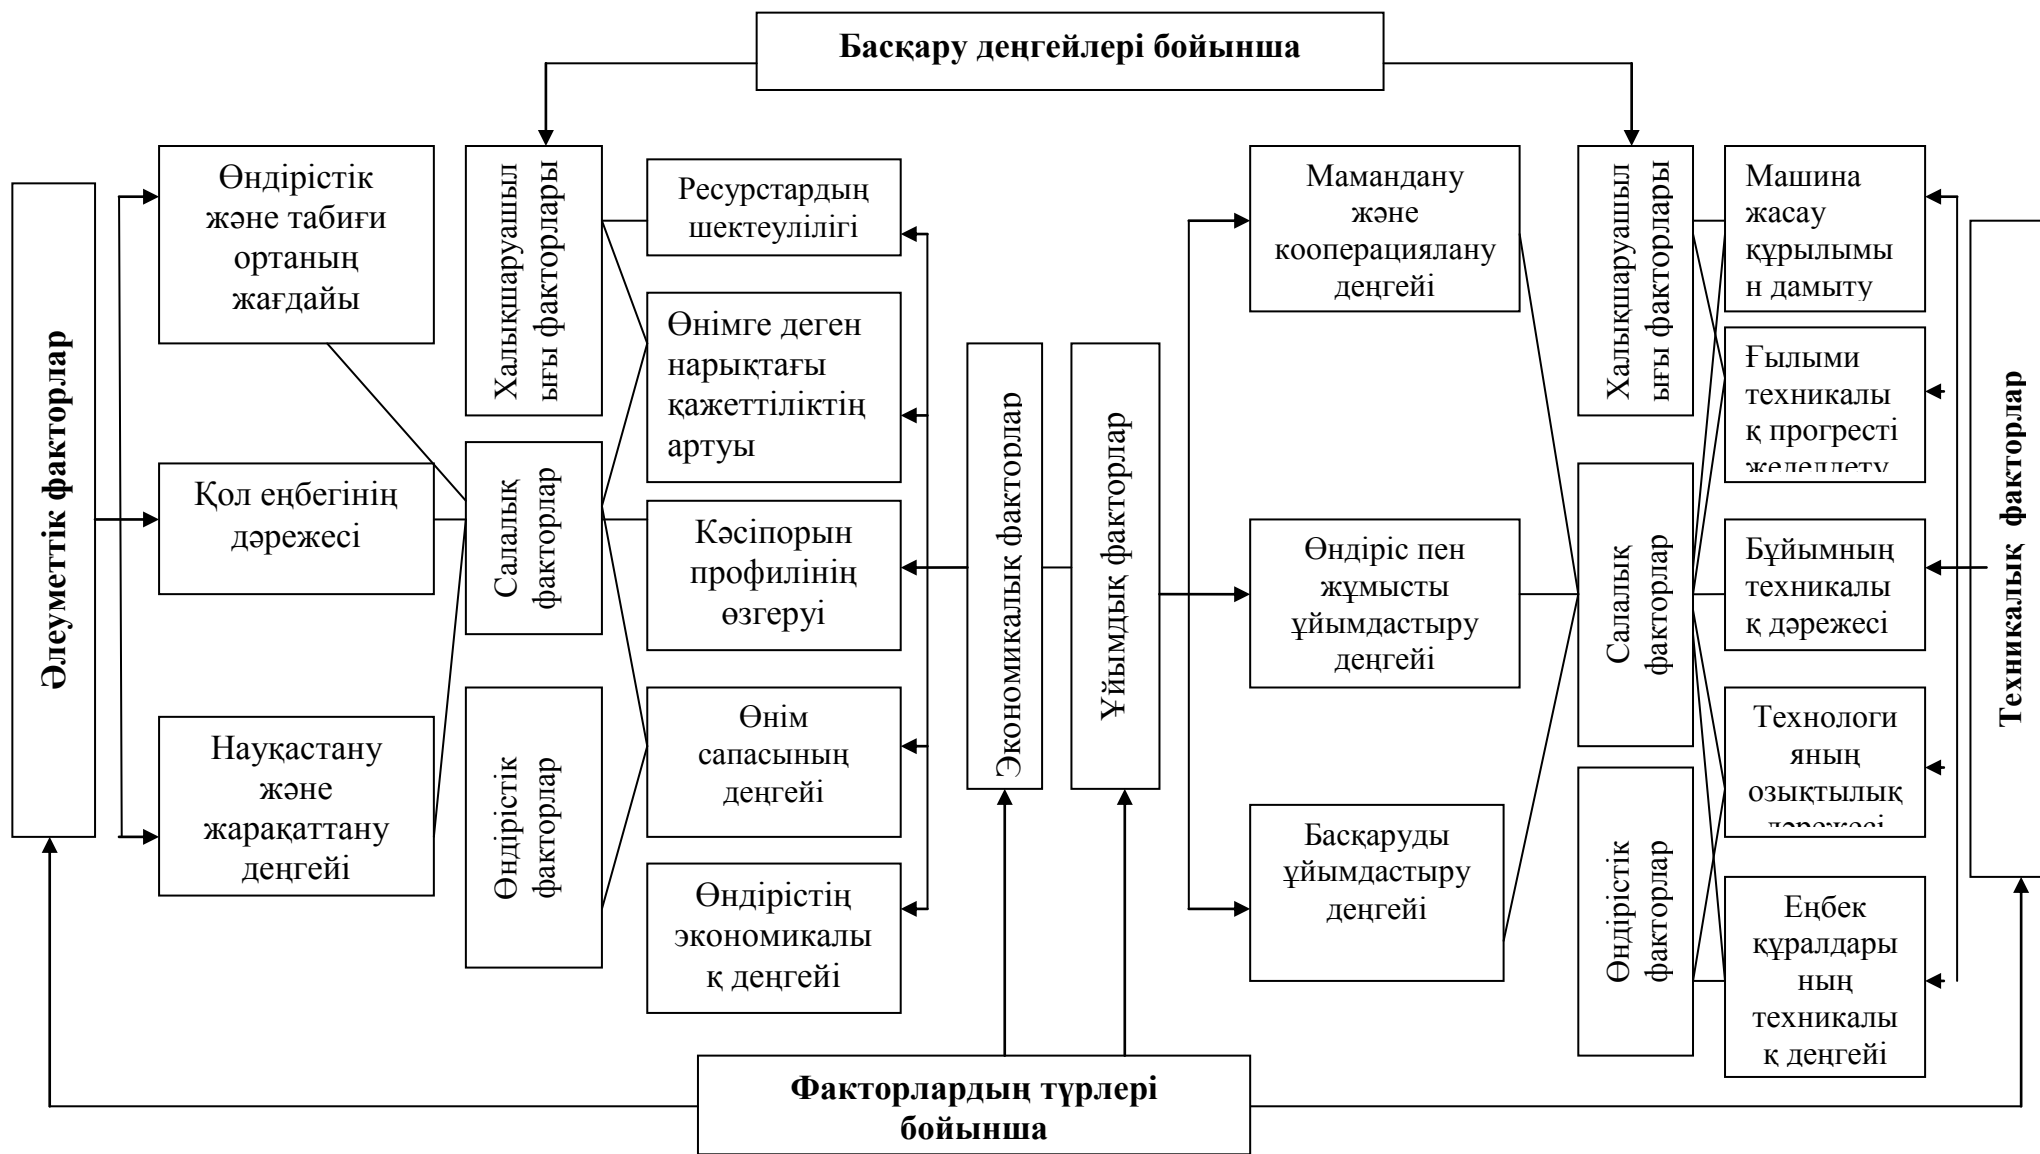 Басқару деңгейлері бойынша
Әлеуметтік факторлар
Өндірістік
және табиғи
ортаның
жағдайы
Қол еңбегінің
дәрежесі
Науқастану
және
жарақаттану
деңгейі
Халықшаруашыл
ығы факторлары
Салалық
факторлар
Өндірістік
факторлар
Ресурстардың
шектеулілігі
Өнімге деген
нарықтағы
қажеттіліктің
артуы
Кәсіпорын
профилінің
өзгеруі
Өнім
сапасының
деңгейі
Өндірістің
экономикалы
қ деңгейі
Экономикалық факторлар
Ұйымдық факторлар
Мамандану
және
кооперациялану
деңгейі
Өндіріс пен
жұмысты
ұйымдастыру
деңгейі
Басқаруды
ұйымдастыру
деңгейі
Халықшаруашыл
ығы факторлары
Салалық
факторлар
Өндірістік
факторлар
Машина
жасау
құрылымы
н дамыту
Ғылыми
техникалы
қ прогресті
жеделдету
Бұйымның
техникалы
қ дәрежесі
Технологи
яның
озықтылық
дәрежесі
Еңбек
құралдары
ның
техникалы
қ деңгейі
Техникалық факторлар
Факторлардың түрлері
бойынша